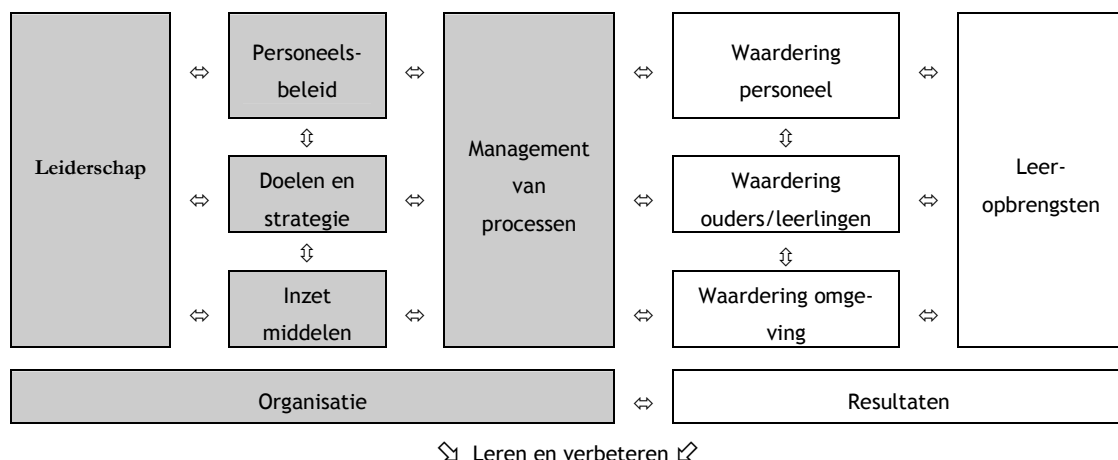 Leiderschap
Personeels-
beleid
Doelen en
strategie
Inzet
middelen
Management
van
processen
Waardering
personeel
Waardering
ouders/leerlingen
Waardering omge-
ving
Leer-
opbrengsten
Organisatie
Resultaten
Leren en verbeteren